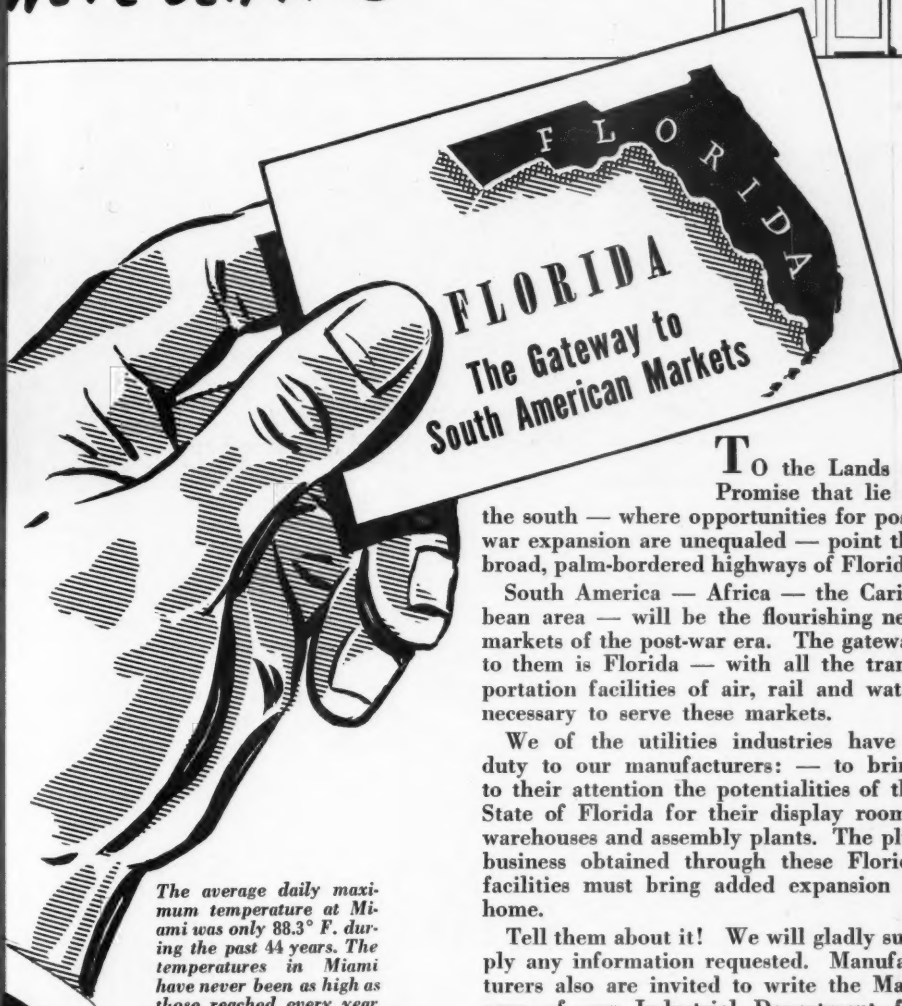 FLORIDA
FLORIDA
The Gateway to
South American Markets
TO the Lands
Promise that lie
the south — where opportunities for pos
war expansion are unequaled — point th
broad, palm-bordered highways of Florid
South America — Africa — the Carib
bean area — will be the flourishing ne
markets of the post-war era. The gatewa
to them is Florida — with all the tran
portation facilities of air, rail and wat
necessary to serve these markets.
We of the utilities industries have
duty to our manufacturers: — to brin
to their attention the potentialities of th
State of Florida for their display room
warehouses and assembly plants. The pl
business obtained through these Florid
facilities must bring added expansion
home.
Tell them about it! We will gladly su
ply any information requested. Manufa
turers also are invited to write the Ma
The average daily maxi-
mum temperature at Mi-
ami was only 88.3° F. dur-
ing the past 44 years. The
temperatures in Miami
have never been as high as
those reached every year